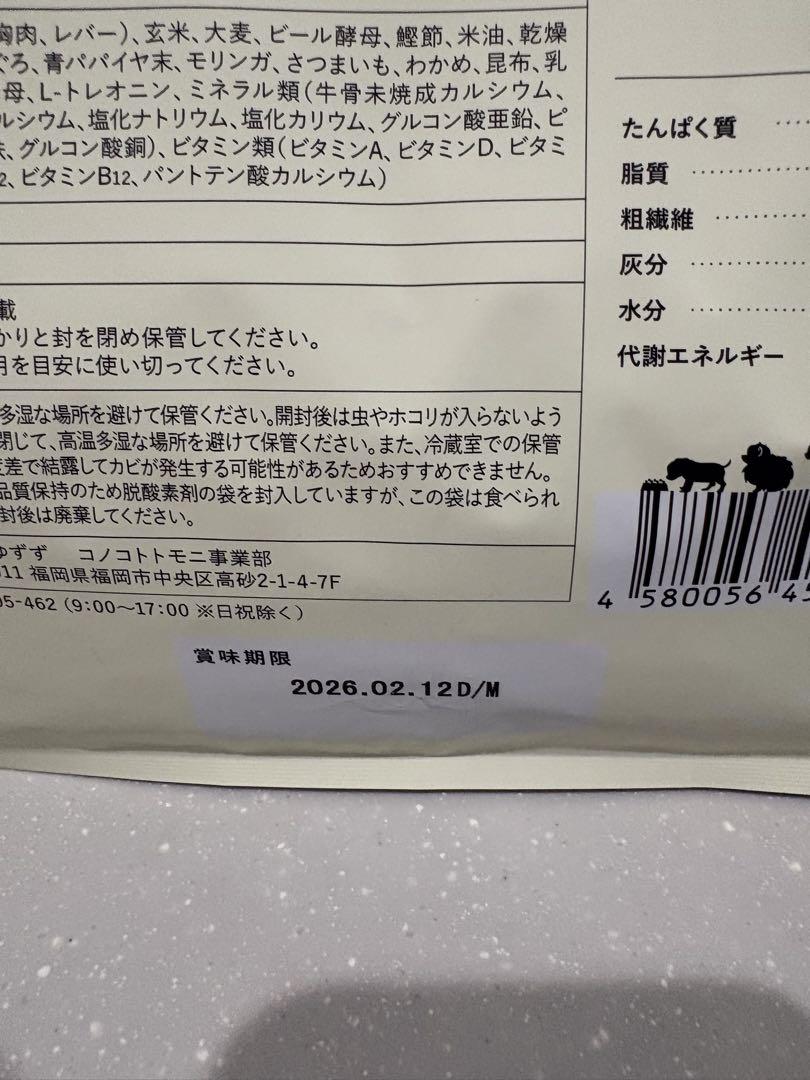 胸肉、レバー)、玄米、大麦、ビール酵母、鰹節、米油、乾燥
ぐろ、青パパイヤ末、モリンガ、さつまいも、わかめ、昆布、乳
母、L-トレオニン、ミネラル類(牛骨未焼成カルシウム、
ルシウム、塩化ナトリウム、塩化カリウム、グルコン酸亜鉛、ピ
鉄、グルコン酸銅)、ビタミン類(ビタミンA、ビタミンD、ビタミ
2、ビタミンB12、パントテン酸カルシウム)
載
かりと封を閉め保管してください。
月を目安に使い切ってください。
多湿な場所を避けて保管ください。開封後は虫やホコリが入らないよう
閉じて、高温多湿な場所を避けて保管ください。また、冷蔵室での保管
度差で結露してカビが発生する可能性があるためおすすめできません。
品質保持のため脱酸素剤の袋を封入していますが、この袋は食べられ
封後は廃棄してください。
ゆずず コノコトトモニ事業部
011 福岡県福岡市中央区高砂2-1-4-7F
95-462(9:00〜17:00 ※日祝除く)
賞味期限
2026.02.12D/M
たんぱく質 ····
脂質 ············
粗繊維 ·········
灰分 ············
水分 ············
代謝エネルギー
4 580056 45